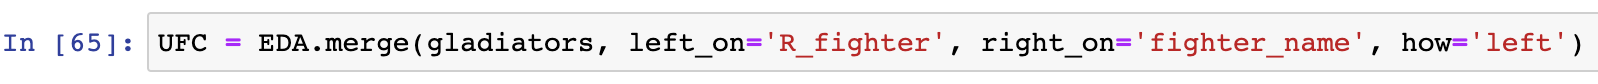 In [65]: UFC = EDA.merge(gladiators, left_on='R_fighter', right_on='fighter_name', how='left')